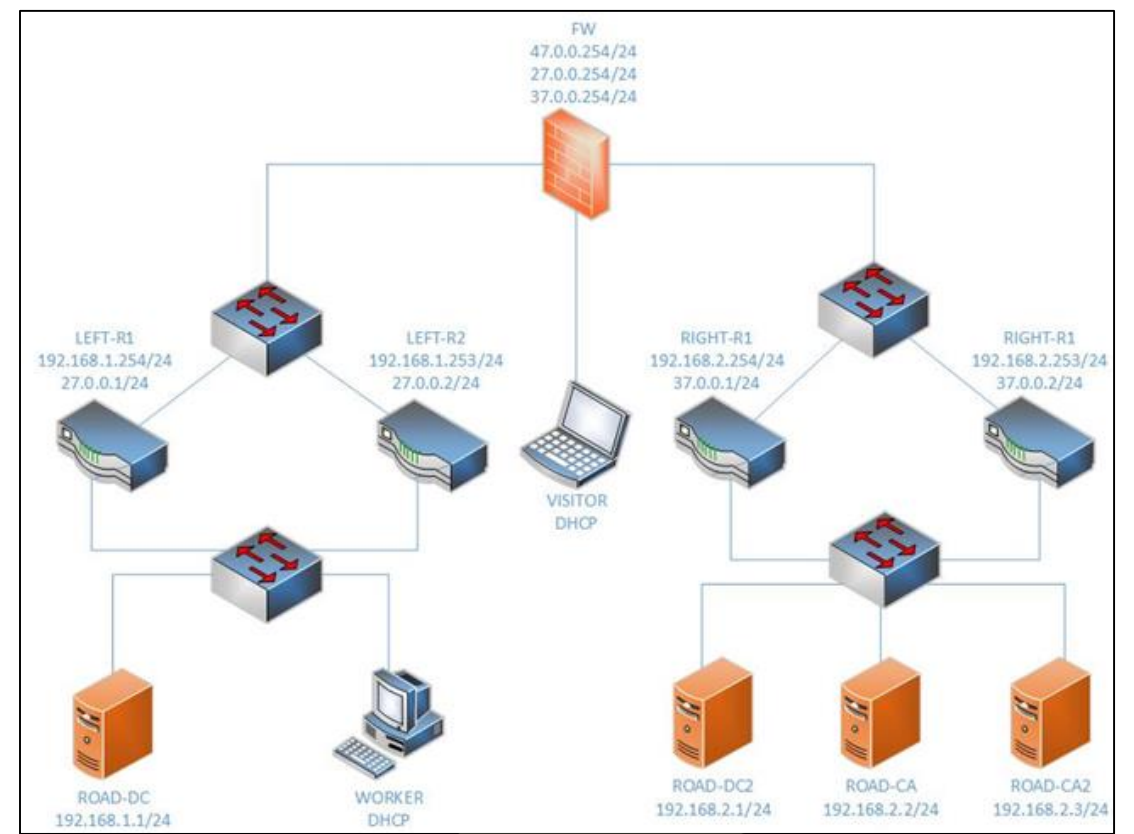 FW
47.0.0.254/24
27.0.0.254/24
37.0.0.254/24
LEFT-R1
192.168.1.254/24
27.0.0.1/24
LEFT-R2
192.168.1.253/24
27.0.0.2/24
RIGHT-R1
192.168.2.254/24
37.0.0.1/24
RIGHT-R1
192.168.2.253/24
37.0.0.2/24
VISITOR
DHCP
ROAD-DC
192.168.1.1/24
WORKER
DHCP
ROAD-DC2
192.168.2.1/24
ROAD-CA
192.168.2.2/24
ROAD-CA2
192.168.2.3/24